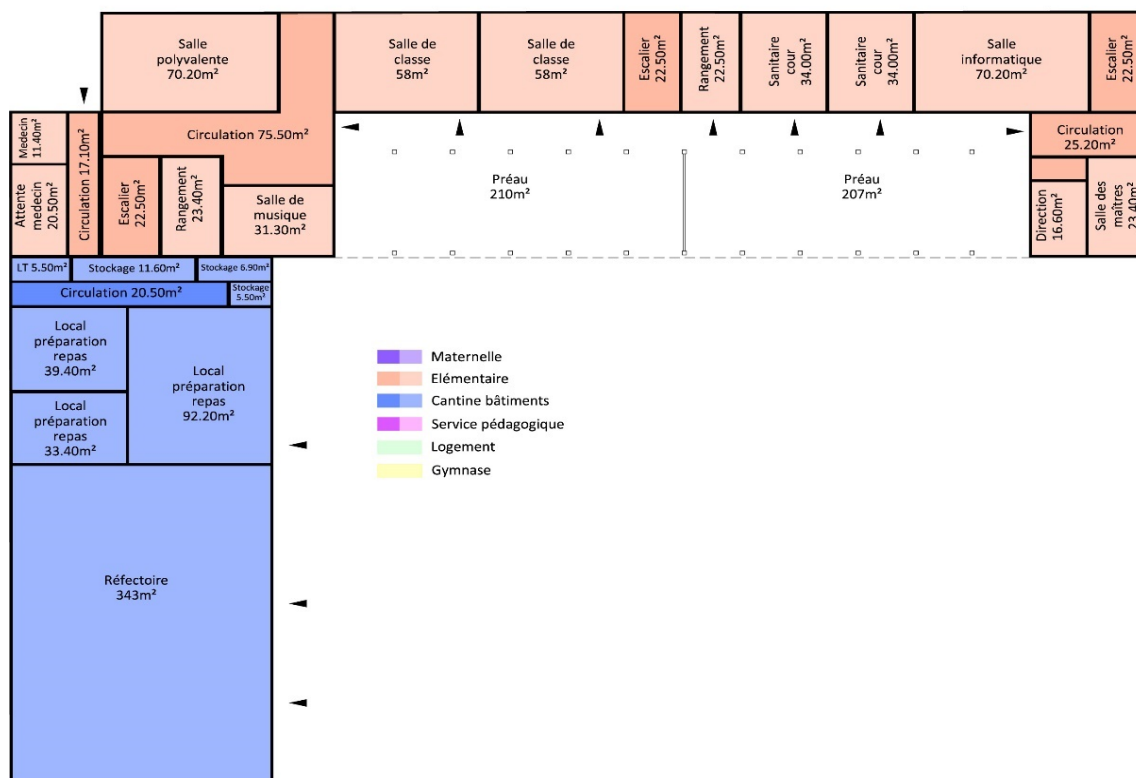 Salle
polyvalente
70.20m²
Salle de
classe
58m²
Salle de
classe
58m²
Escalier
22.50m²
Rangement
22.50m²
Sanitaire
cour
34.00m²
Sanitaire
cour
34.00m²
Salle
informatique
70.20m²
Escalier
22.50m²
Medecin
11.40m²
Attente
medecin
20.50m²
Circulation 17.10m²
Circulation 75.50m²
Escalier
22.50m²
Rangement
23.40m²
Salle de
musique
31.30m²
Préau
210m²
Préau
207m²
Circulation
25.20m²
Direction
16.60m²
Salle des
maîtres
23.40m²
LT 5.50m²
Stockage 11.60m²
Stockage 6.90m²
Circulation 20.50m²
Stockage
5.50m²
Local
préparation
repas
39.40m²
Local
préparation
repas
92.20m²
Local
préparation
repas
33.40m²
Réfectoire
343m²
Maternelle
Elémentaire
Cantine bâtiments
Service pédagogique
Logement
Gymnase